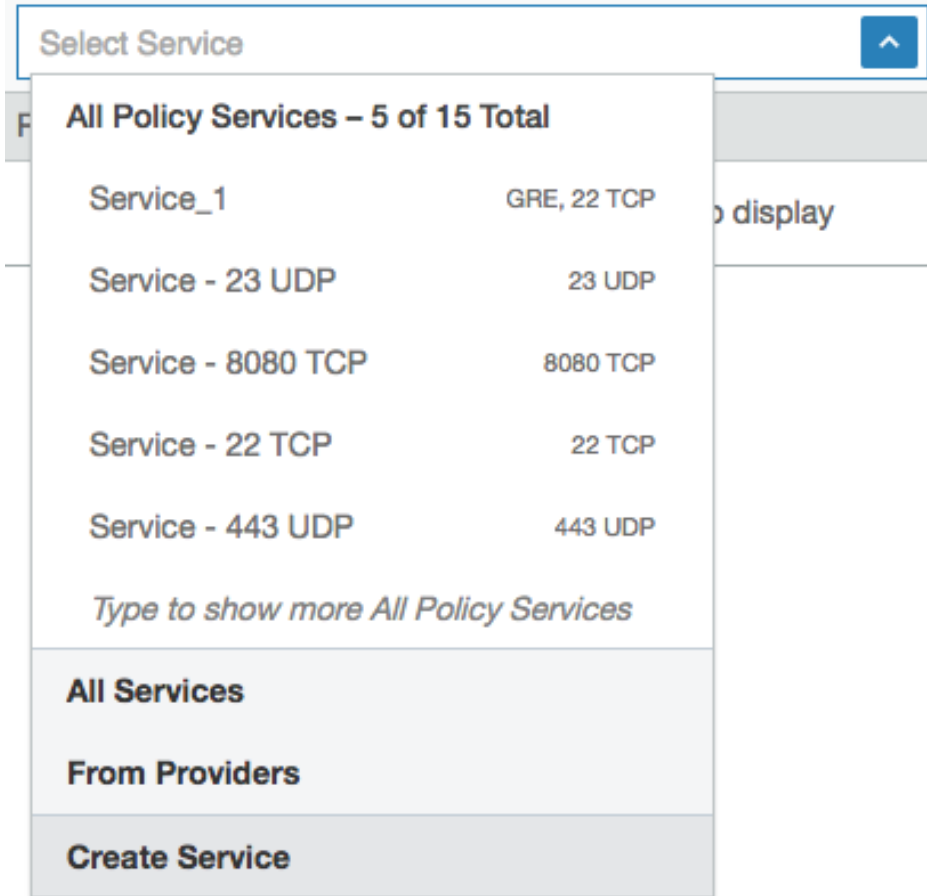 Select Service
All Policy Services – 5 of 15 Total
Service_1 GRE, 22 TCP
display
Service - 23 UDP 23 UDP
Service - 8080 TCP 8080 TCP
Service - 22 TCP 22 TCP
Service - 443 UDP 443 UDP
Type to show more All Policy Services
All Services
From Providers
Create Service